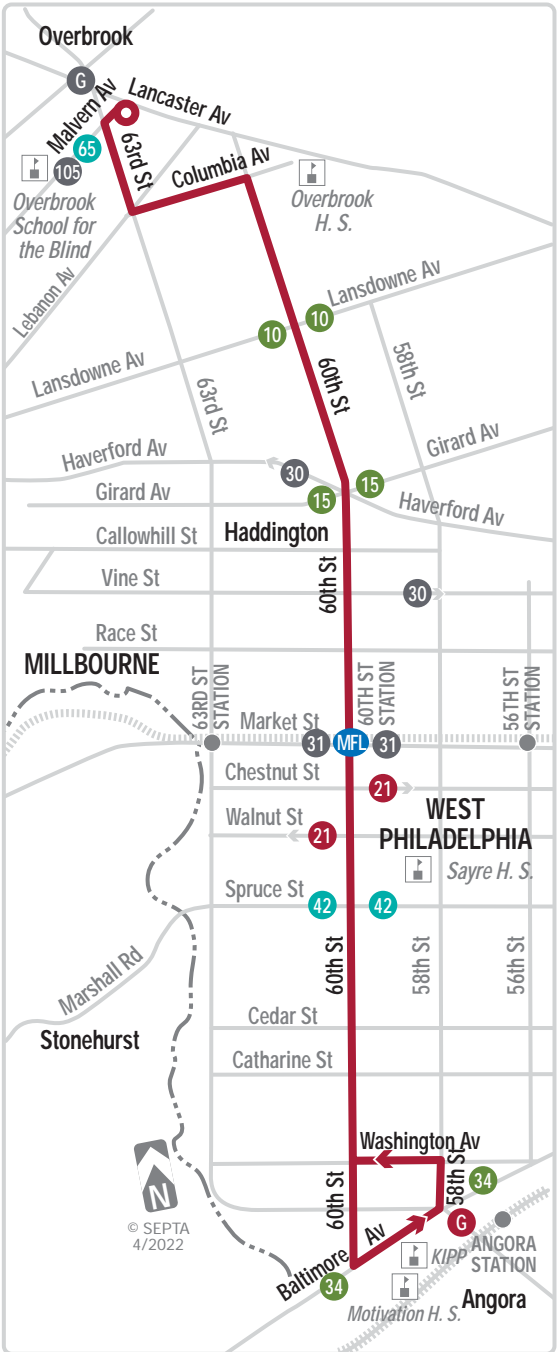 Overbrook
G
Malvern Av
Lancaster Av
65
105
63rd St
Columbia Av
Overbrook
School for
the Blind
Overbrook
H. S.
Lebanon Av
Lansdowne Av
10
10
Lansdowne Av
60th St
58th St
63rd St
Haverford Av
Girard Av
30
15
Girard Av
15
Haverford Av
Callowhill St
Haddington
Vine St
60th St
30
Race St
MILLBOURNE
63RD ST
STATION
60TH ST
STATION
56TH ST
STATION
Market St
31
MFL
31
Chestnut St
21
WEST
PHILADELPHIA
Walnut St
21
Sayre H. S.
Spruce St
42
42
60th St
58th St
56th St
Marshall Rd
Cedar St
Stonehurst
Catharine St
Washington Av
58th St
34
N
60th St
© SEPTA
4/2022
G
ANGORA
STATION
Baltimore Av
KIPP
34
Angora
Motivation H. S.